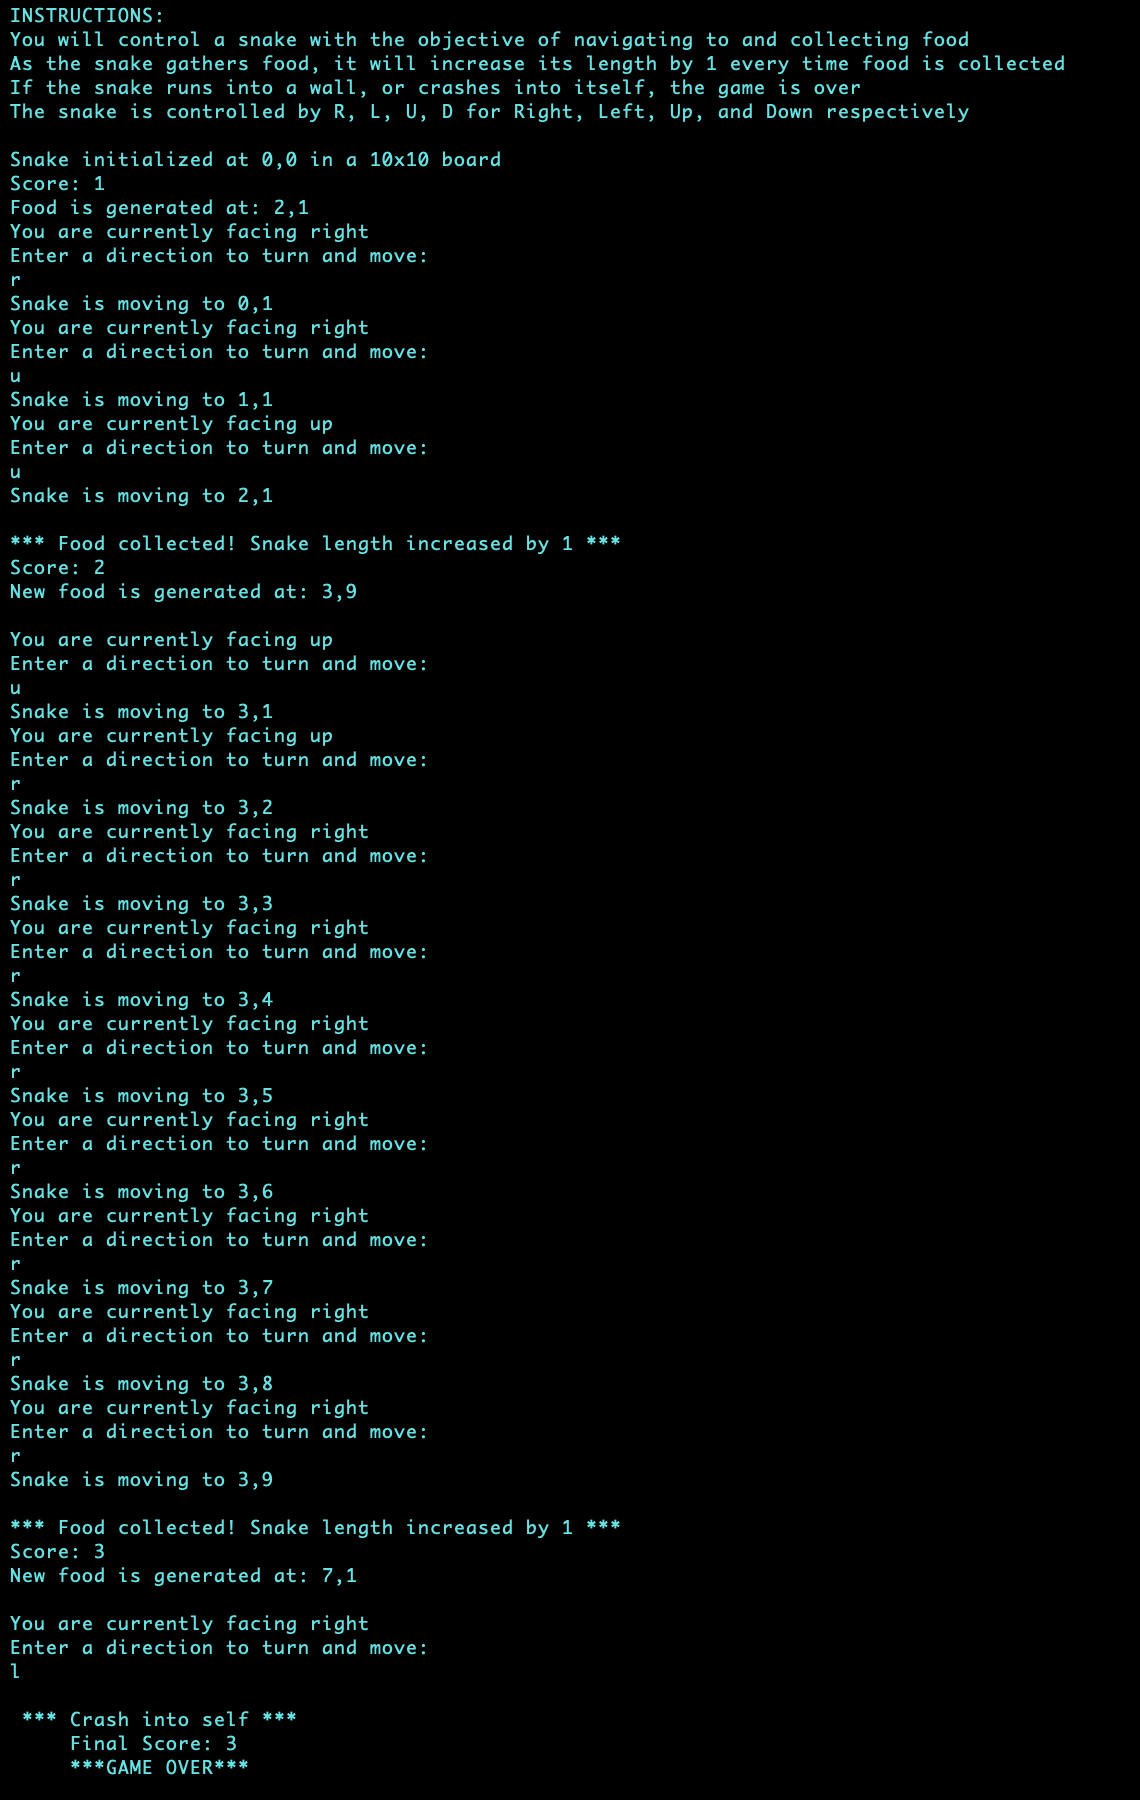 INSTRUCTIONS:
You will control a snake with the objective of navigating to and collecting food
As the snake gathers food, it will increase its length by 1 every time food is collected
If the snake runs into a wall, or crashes into itself, the game is over
The snake is controlled by R, L, U, D for Right, Left, Up, and Down respectively

Snake initialized at 0,0 in a 10x10 board
Score: 1
Food is generated at: 2,1
You are currently facing right
Enter a direction to turn and move:
r
Snake is moving to 0,1
You are currently facing right
Enter a direction to turn and move:
u
Snake is moving to 1,1
You are currently facing up
Enter a direction to turn and move:
u
Snake is moving to 2,1

*** Food collected! Snake length increased by 1 ***
Score: 2
New food is generated at: 3,9

You are currently facing up
Enter a direction to turn and move:
u
Snake is moving to 3,1
You are currently facing up
Enter a direction to turn and move:
r
Snake is moving to 3,2
You are currently facing right
Enter a direction to turn and move:
r
Snake is moving to 3,3
You are currently facing right
Enter a direction to turn and move:
r
Snake is moving to 3,4
You are currently facing right
Enter a direction to turn and move:
r
Snake is moving to 3,5
You are currently facing right
Enter a direction to turn and move:
r
Snake is moving to 3,6
You are currently facing right
Enter a direction to turn and move:
r
Snake is moving to 3,7
You are currently facing right
Enter a direction to turn and move:
r
Snake is moving to 3,8
You are currently facing right
Enter a direction to turn and move:
r
Snake is moving to 3,9

*** Food collected! Snake length increased by 1 ***
Score: 3
New food is generated at: 7,1

You are currently facing right
Enter a direction to turn and move:
l

*** Crash into self ***
Final Score: 3
***GAME OVER***